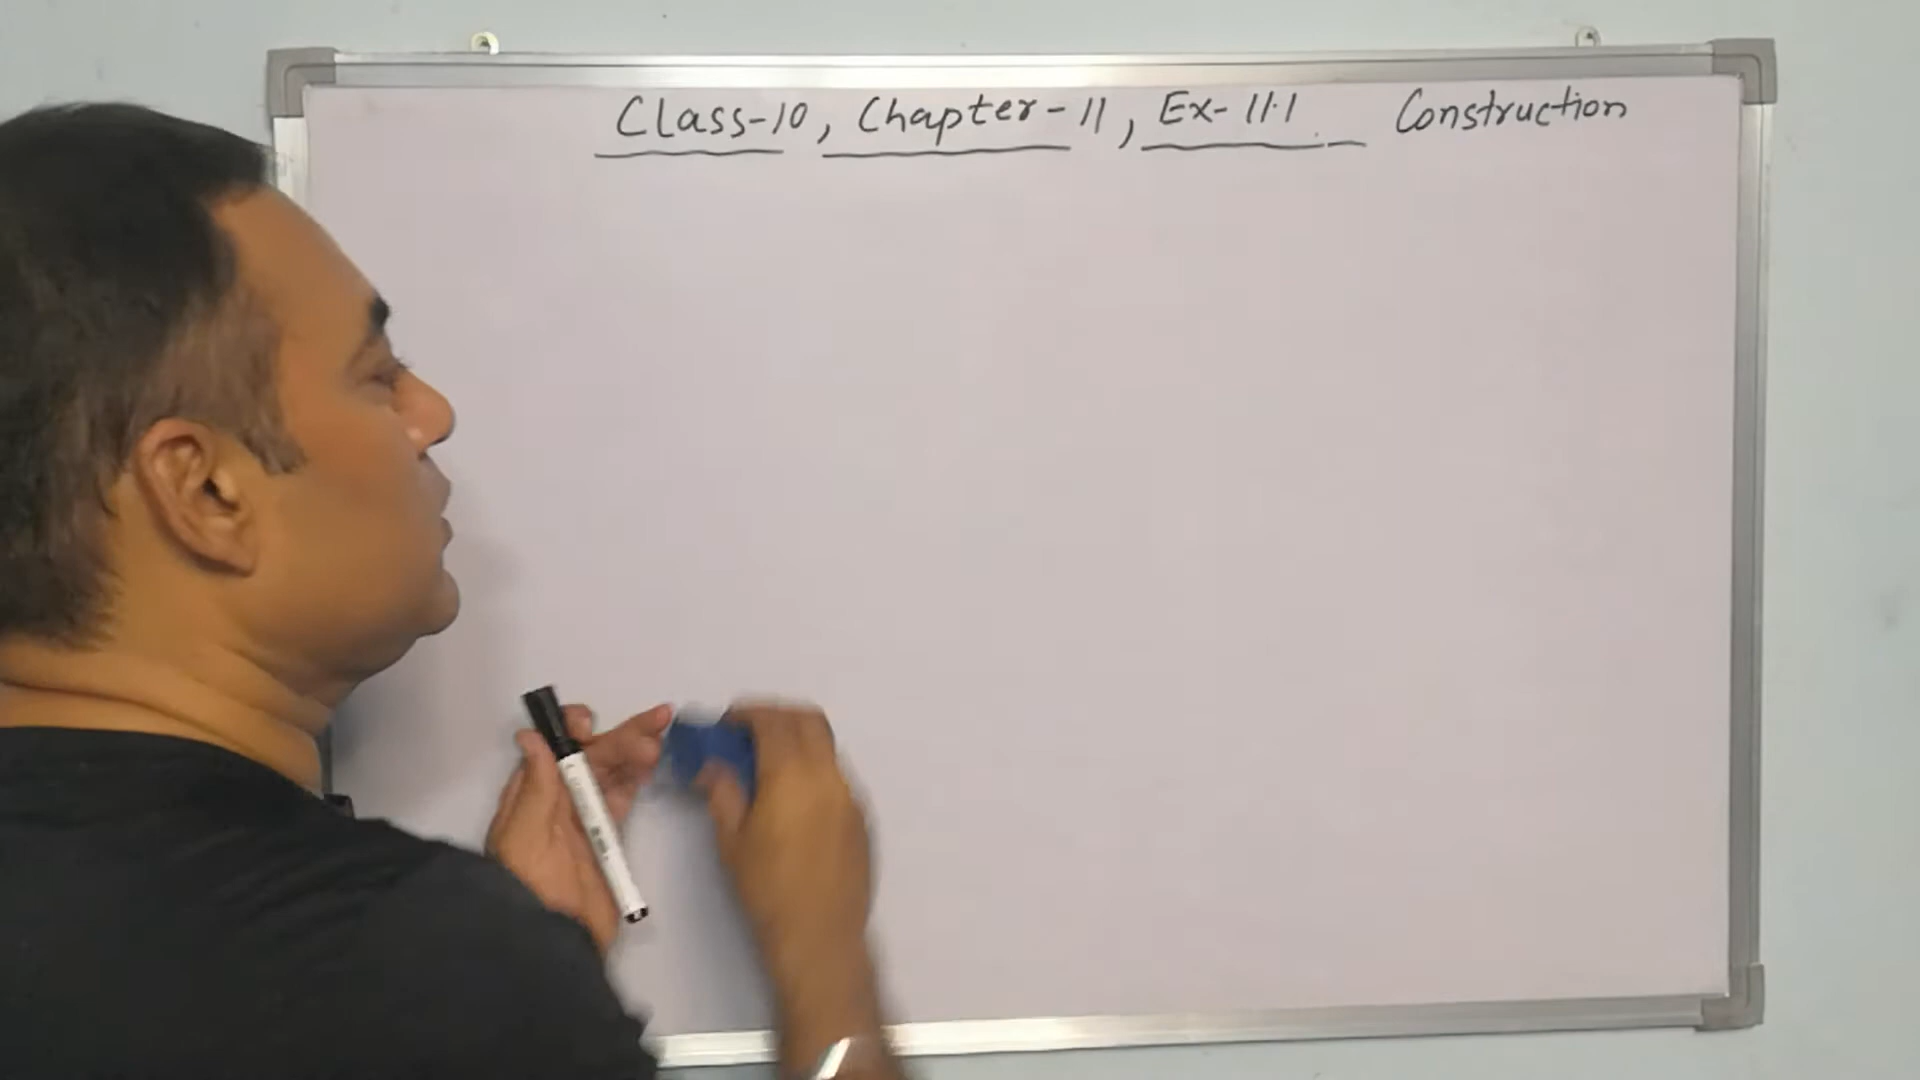 Class-10, Chapter-11, Ex-11.1 Construction